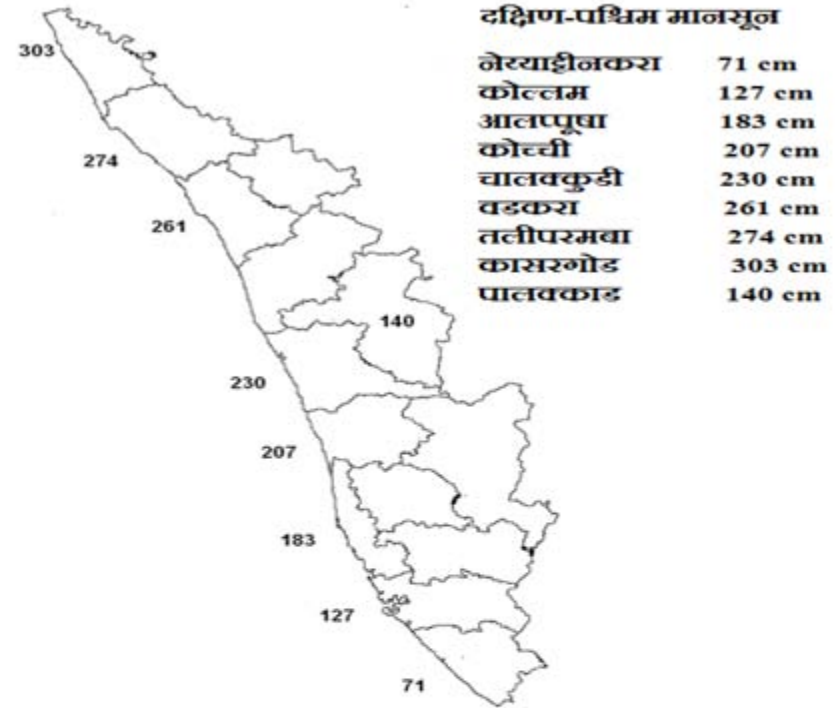 दक्षिण-पश्चिम मानसून
नेय्याट्टीनकरा 71 cm
कोल्लम 127 cm
आलप्पूषा 183 cm
कोच्ची 207 cm
चालक्कुडी 230 cm
वडकरा 261 cm
तलीपरमबा 274 cm
कासरगोड 303 cm
पालक्काड 140 cm
303
274
261
140
230
207
183
127
71